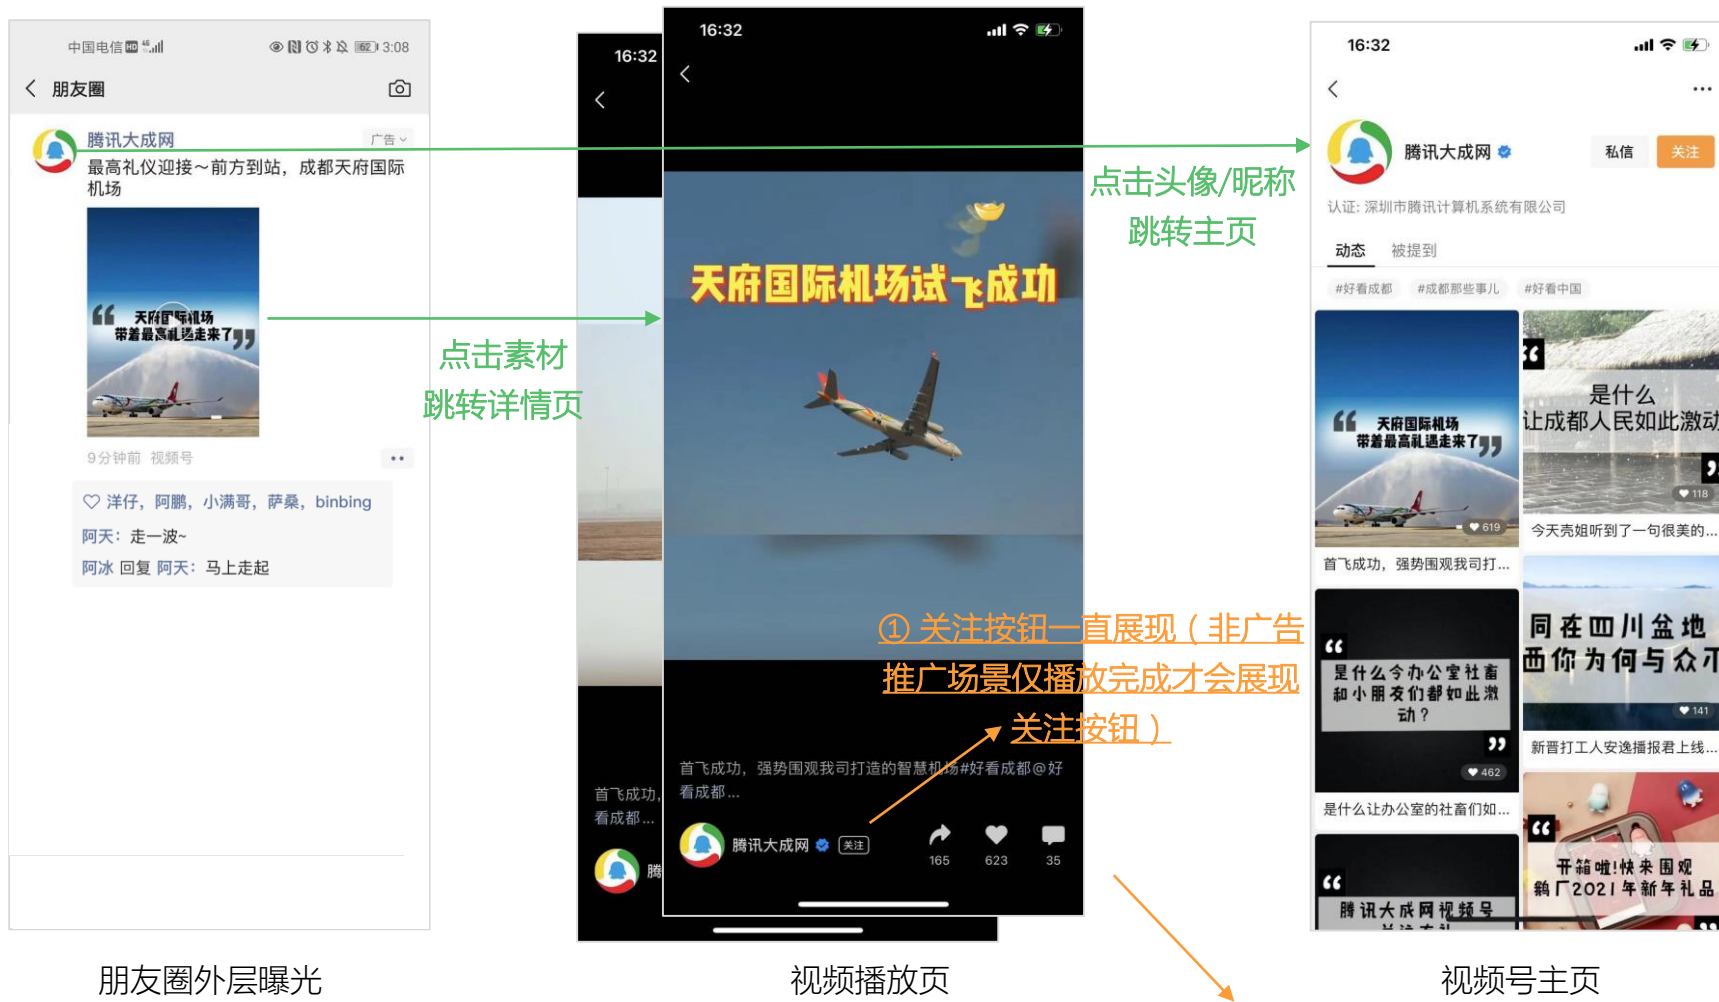 中国电信 HD 4G 62 3:08
朋友圈
腾讯大成网
广告
最高礼仪迎接～前方到站，成都天府国际
机场
天府国际机场
带着最高礼遇走来了
9分钟前 视频号
洋仔，阿鹏，小满哥，萨桑，binbing
阿天：走一波~
阿冰 回复 阿天：马上走起
朋友圈外层曝光
点击素材
跳转详情页
16:32
首飞成功，
看成都...
腾
16:32
天府国际机场试飞成功
首飞成功，强势围观我司打造的智慧机场#好看成都@好
看成都...
腾讯大成网 关注
165 623 35
视频播放页
点击头像/昵称
跳转主页
① 关注按钮一直展现（非广告
推广场景仅播放完成才会展现
关注按钮）
16:32
腾讯大成网
私信
关注
认证: 深圳市腾讯计算机系统有限公司
动态 被提到
#好看成都 #成都那些事儿 #好看中国
天府国际机场
带着最高礼遇走来了
619
首飞成功，强势围观我司打...
是什么
让成都人民如此激动
118
今天壳姐听到了一句很美的...
是什么令办公室社畜
和小朋友们都如此激
动？
462
是什么让办公室的社畜们如...
同在四川盆地
西你为何与众不
141
新晋打工人安逸播报君上线...
腾讯大成网视频号
开箱啦!快来围观
鹅厂2021年新年礼品
视频号主页